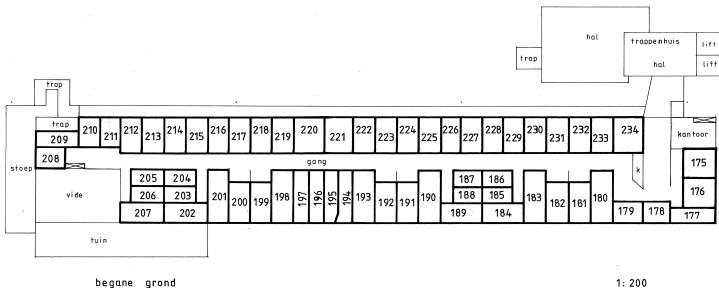 hal
trappenhuis
lift
trap
hal
lift
trap
trap
210 211 212 213 214 215 216 217 218 219 220 221 222 223 224 225 226 227 228 229 230 231 232 233 234
kantoor
209
208
gang
stoep
k
175
205 204
187 186
206 203
188 185
176
vide
201 200 199 198 197 196 195 194 193 192 191 190
183 182 181 180
207 202
189 184
179 178 177
tuin
begane grond
1:200